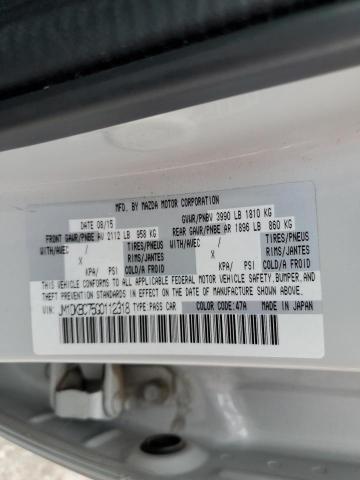 MFD. BY MAZDA MOTOR CORPORATION
DATE 08/15 GVWR/PNBV 3990 LB 1810 KG
FRONT GAWR/PNBE AV 2112 LB 958 KG REAR GAWR/PNBE AR 1896 LB 860 KG
WITH/AVEC / TIRES/PNEUS WITH/AVEC / TIRES/PNEUS
X RIMS/JANTES X RIMS/JANTES
KPA/ PSI COLD/A FROID KPA/ PSI COLD/A FROID
THIS VEHICLE CONFORMS TO ALL APPLICABLE FEDERAL MOTOR VEHICLE SAFETY,BUMPER,AND
THEFT PREVENTION STANDARDS IN EFFECT ON THE DATE OF MANUFACTURE SHOWN ABOVE.
VIN: JM1DKBC75G0112318 TYPE:PASS CAR COLOR CODE:47A MADE IN JAPAN